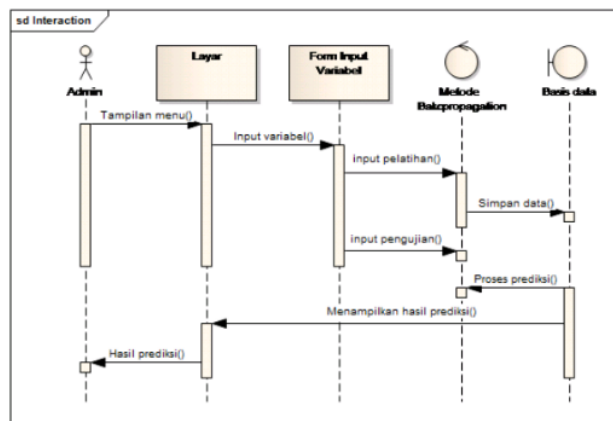 sd Interaction
Admin
Layar
Form Input
Variabel
Metode
Bakcpropagation
Basis data
Tampilan menu()
Input variabel()
input pelatihan()
Simpan data()
input pengujian()
Proses prediksi()
Menampilkan hasil prediksi()
Hasil prediksi()